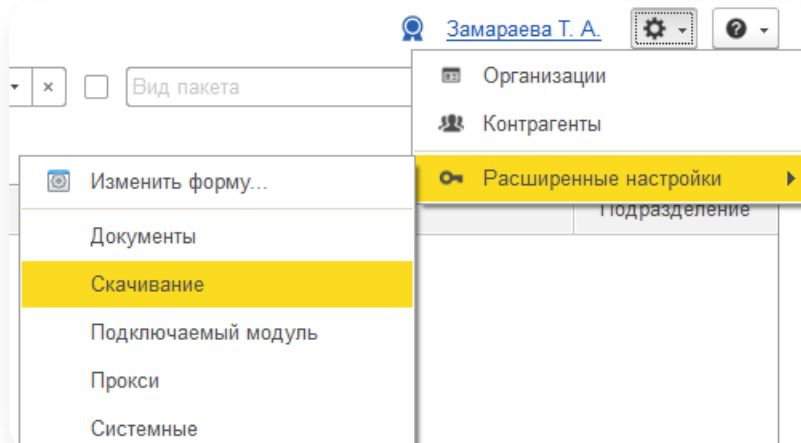 Замараева Т. А.
Вид пакета
Организации
Контрагенты
Расширенные настройки
Подразделение
Изменить форму...
Документы
Скачивание
Подключаемый модуль
Прокси
Системные